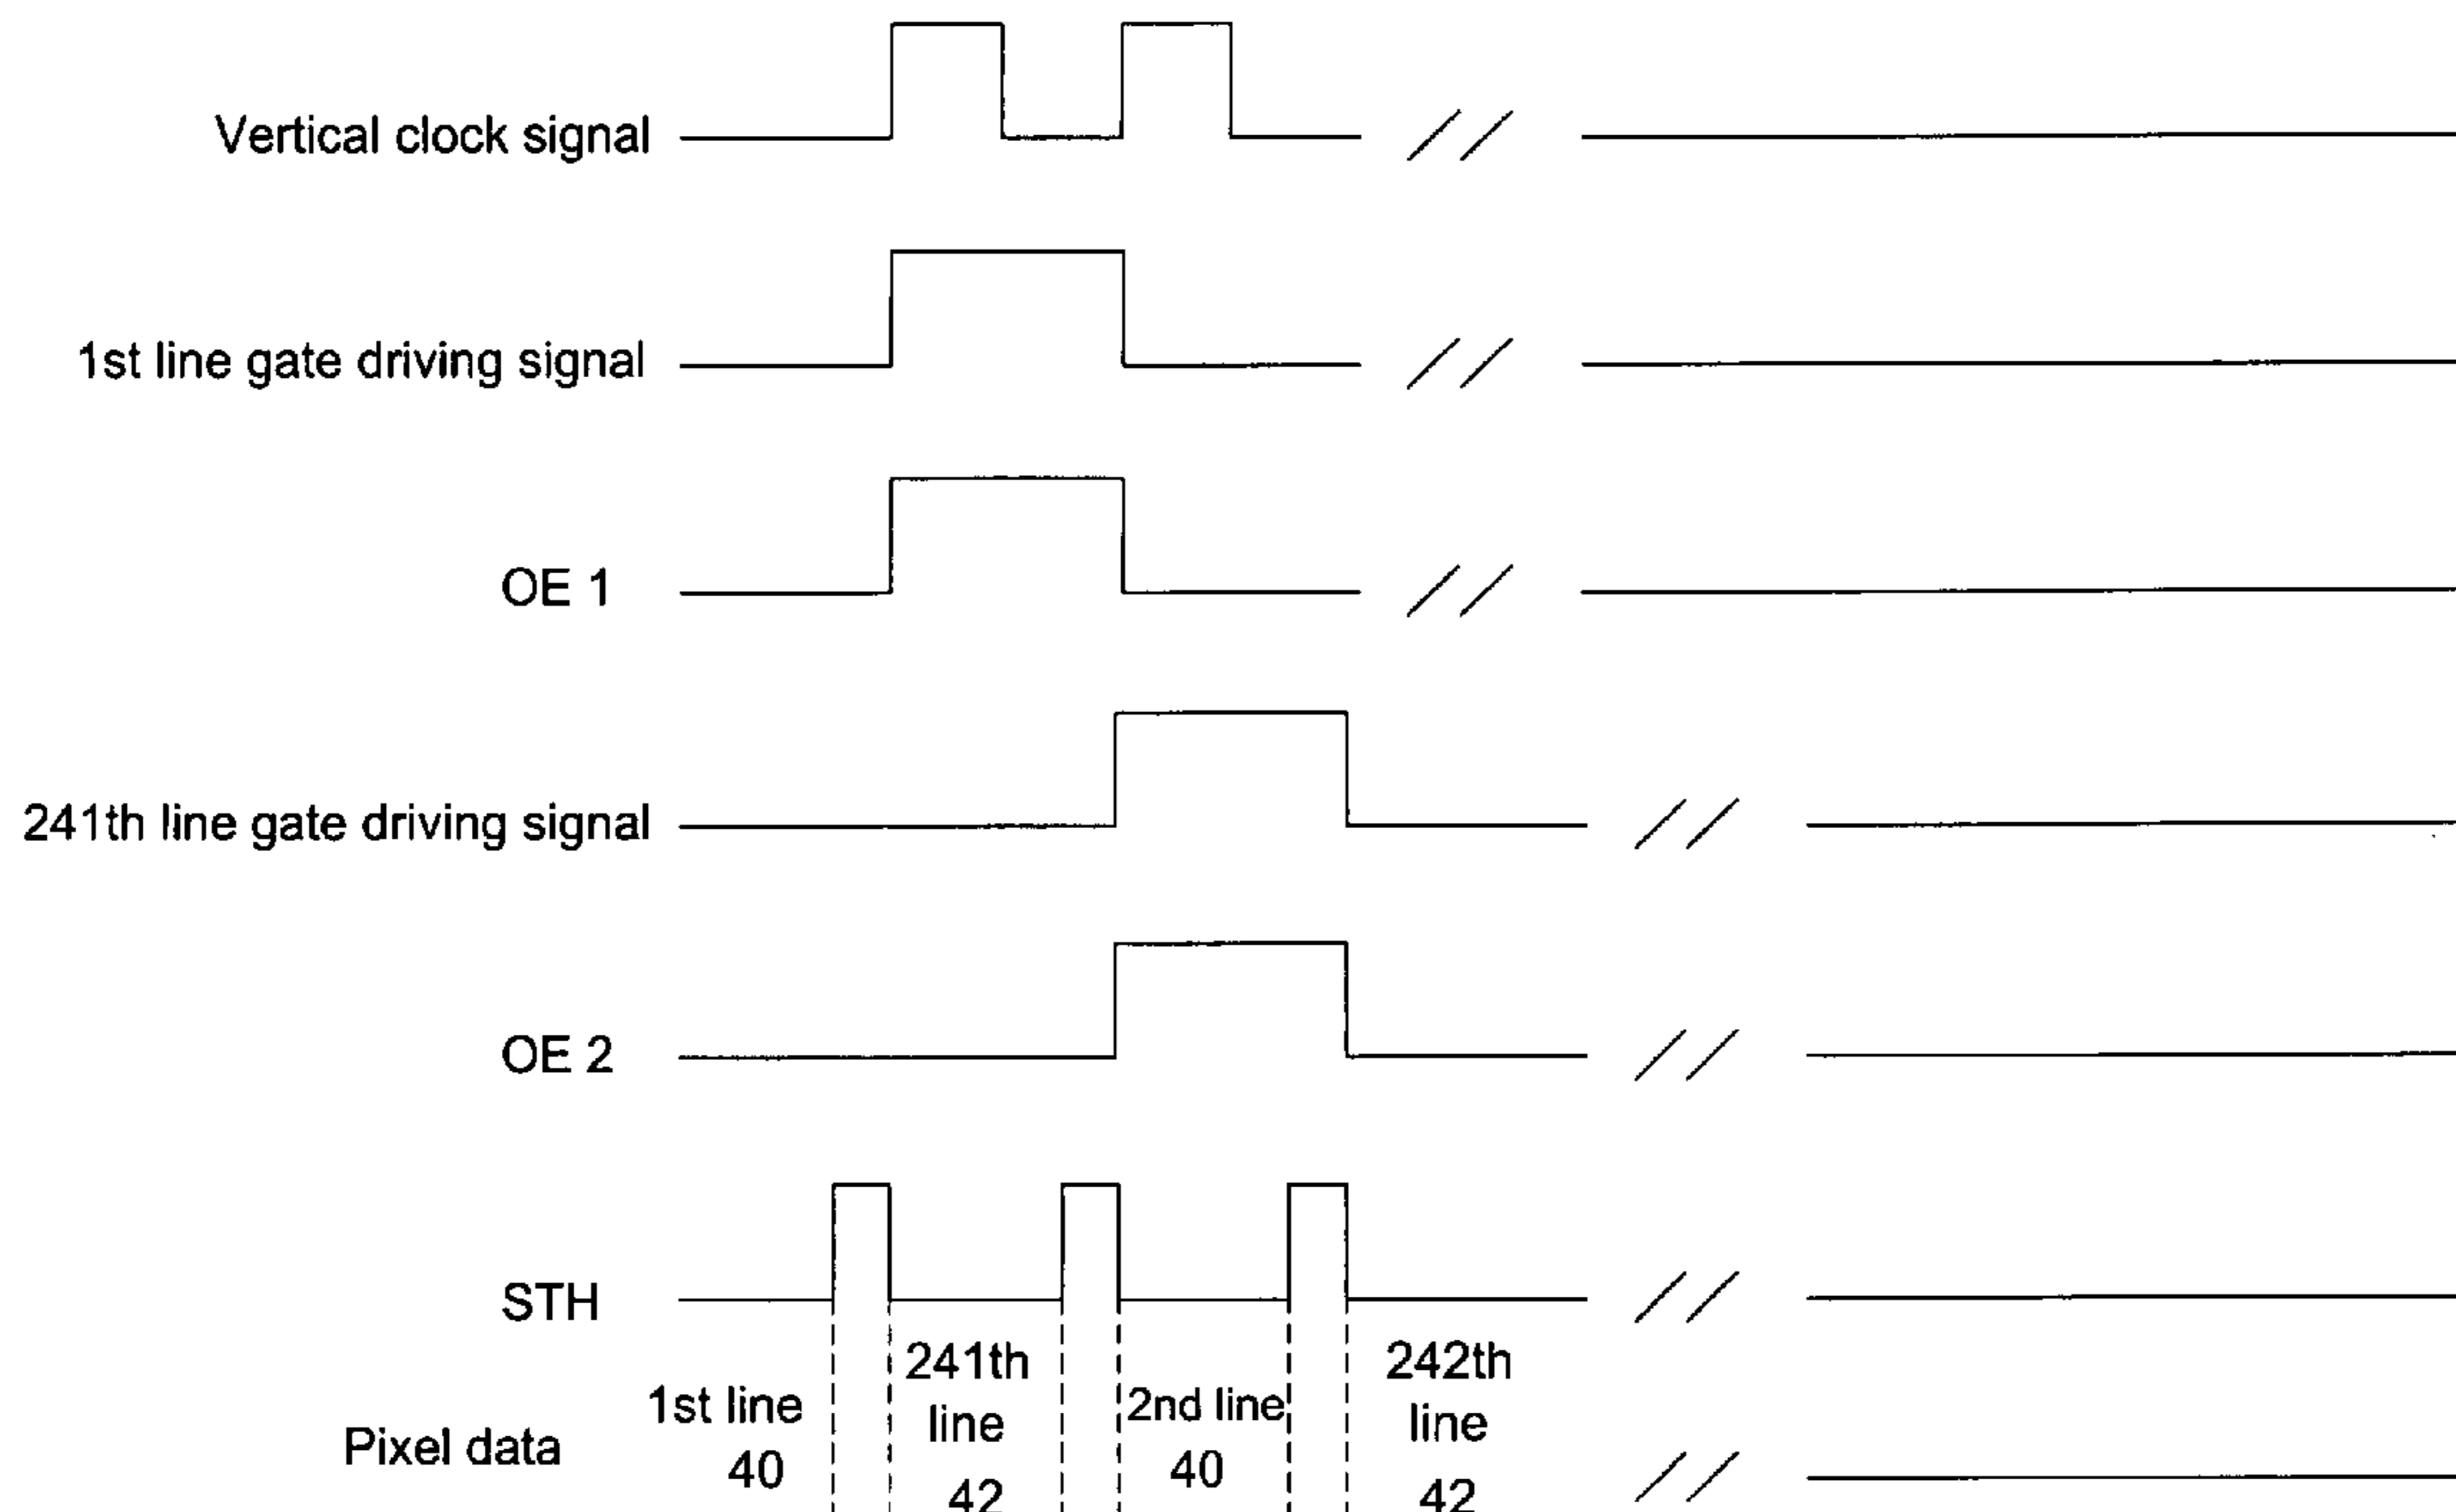 Vertical clock signal
1st line gate driving signal
OE 1
241th line gate driving signal
OE 2
STH
Pixel data
1st line
40
241th
line
42
2nd line
40
242th
line
42